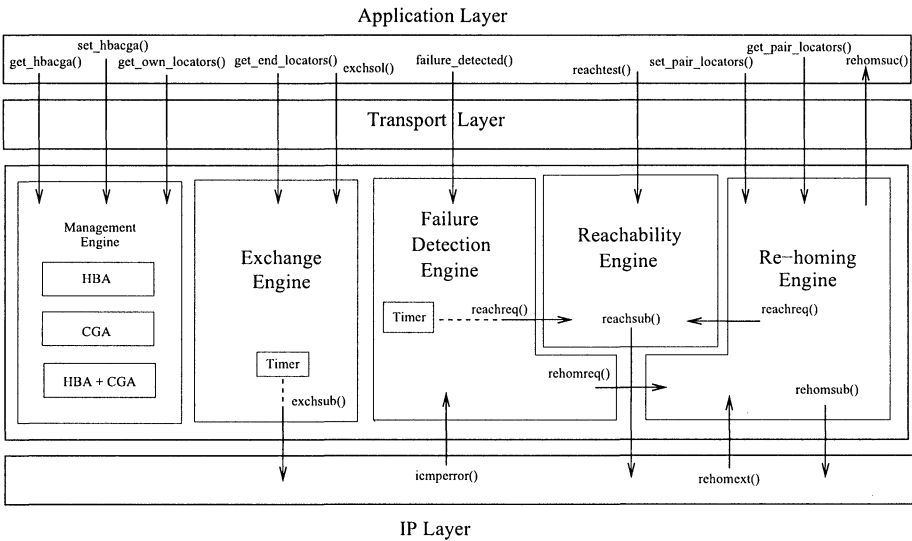 Application Layer
set_hbacga()
get_hbacga()
get_own_locators()
get_end_locators()
exchsol()
failure_detected()
reachtest()
set_pair_locators()
get_pair_locators()
rehomsuc()
Transport Layer
Management
Engine
HBA
CGA
HBA + CGA
Exchange
Engine
Timer
exchsub()
Failure
Detection
Engine
Timer
reachreq()
Reachability
Engine
reachsub()
Re-homing
Engine
reachreq()
rehomreq()
rehomsub()
icmperror()
rehomext()
IP Layer